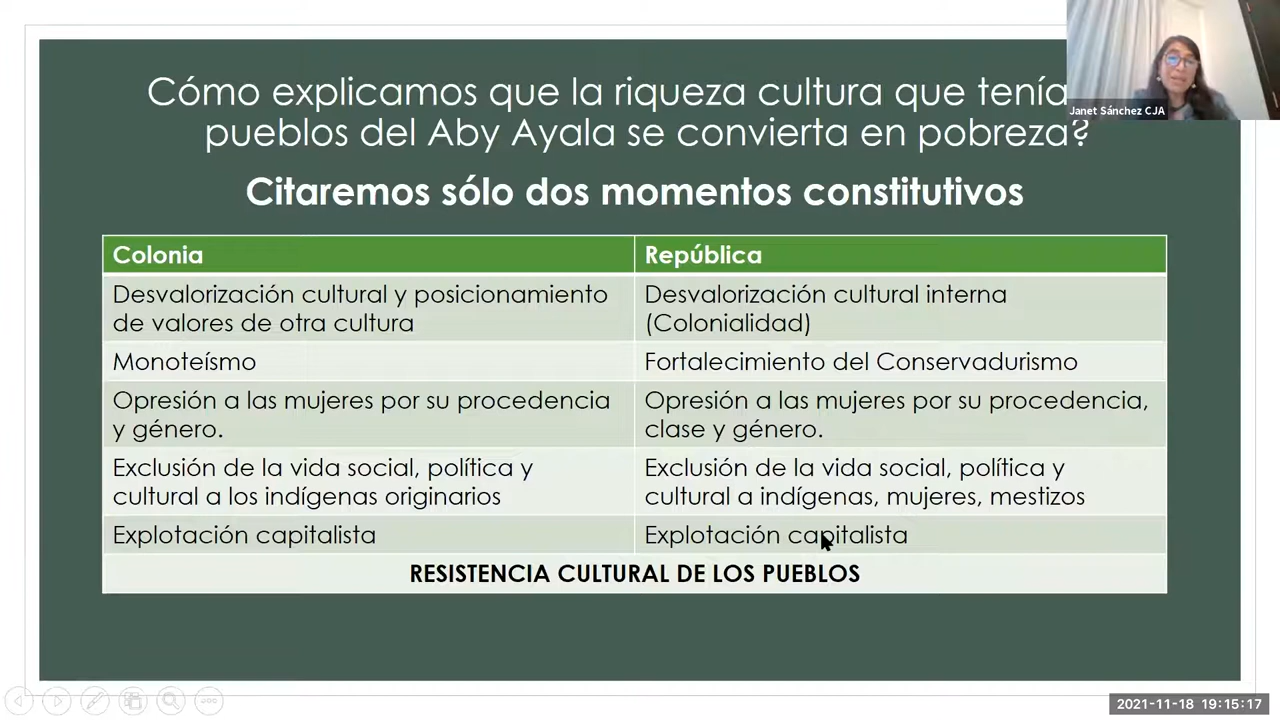 Cómo explicamos que la riqueza cultura que tenía
pueblos del Aby Ayala se convierta en pobreza?
Citaremos sólo dos momentos constitutivos
Colonia
República
Desvalorización cultural y posicionamiento
de valores de otra cultura
Desvalorización cultural interna
(Colonialidad)
Monoteísmo
Fortalecimiento del Conservadurismo
Opresión a las mujeres por su procedencia
y género.
Opresión a las mujeres por su procedencia,
clase y género.
Exclusión de la vida social, política y
cultural a los indígenas originarios
Exclusión de la vida social, política y
cultural a indígenas, mujeres, mestizos
Explotación capitalista
Explotación capitalista
RESISTENCIA CULTURAL DE LOS PUEBLOS
Janet Sánchez CJA
2021-11-18 19:15:17